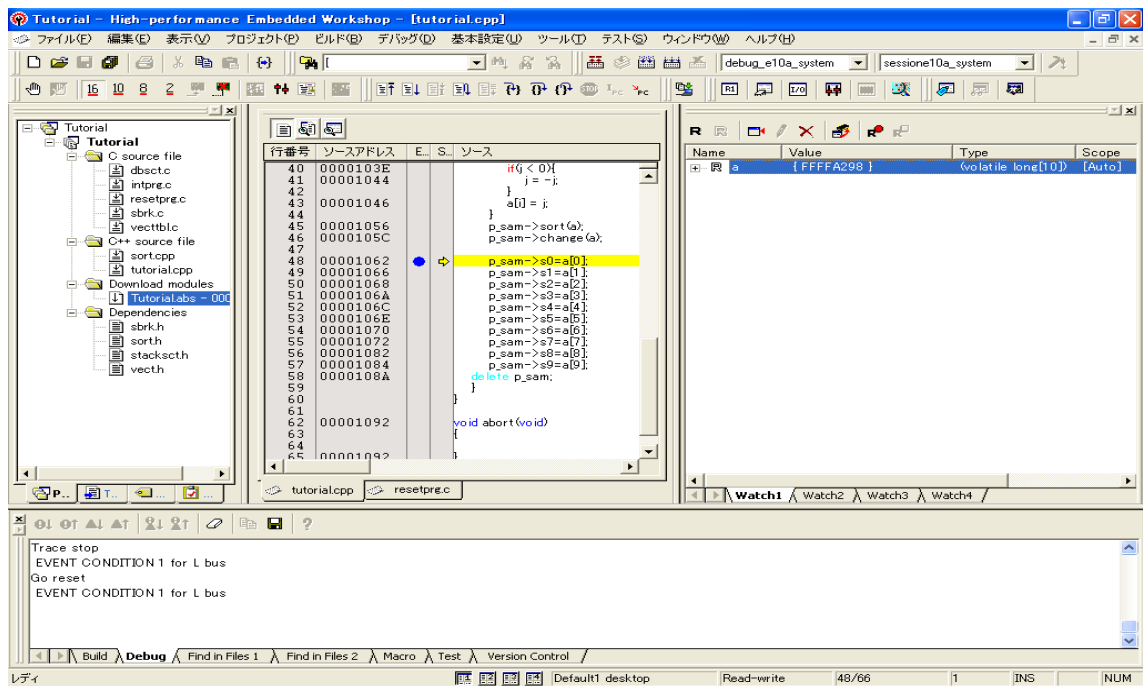 Tutorial - High-performance Embedded Workshop - [tutorial.cpp]
ファイル(F) 編集(E) 表示(V) プロジェクト(P) ビルド(B) デバッグ(D) 基本設定(U) ツール(T) テスト(S) ウィンドウ(W) ヘルプ(H)
debug_e10a_system sessione10a_system
16 10 8 2
Tutorial
Tutorial
C source file
dbsct.c
intprg.c
resetprg.c
sbrk.c
vecttbl.c
C++ source file
sort.cpp
tutorial.cpp
Download modules
Tutorial.abs - 000
Dependencies
sbrk.h
sort.h
stacksct.h
vect.h
P.. T.. ... ...
行番号 ソースアドレス E... S... ソース
40 0000103E if(j < 0){
41 00001044 j = -j;
42 }
43 00001046 a[i] = j;
44 }
45 00001056 p_sam->sort(a);
46 0000105C p_sam->change(a);
47
48 00001062 p_sam->s0=a[0];
49 00001066 p_sam->s1=a[1];
50 00001068 p_sam->s2=a[2];
51 0000106A p_sam->s3=a[3];
52 0000106C p_sam->s4=a[4];
53 0000106E p_sam->s5=a[5];
54 00001070 p_sam->s6=a[6];
55 00001072 p_sam->s7=a[7];
56 00001082 p_sam->s8=a[8];
57 00001084 p_sam->s9=a[9];
58 0000108A delete p_sam;
59 }
60 }
61
62 00001092 void abort(void)
63 {
64
65 00001092 }
tutorial.cpp resetprg.c
R
Name Value Type Scope
R a { FFFFA298 } (volatile long[10]) [Auto]
Watch1 Watch2 Watch3 Watch4
Trace stop
EVENT CONDITION 1 for L bus
Go reset
EVENT CONDITION 1 for L bus
Build Debug Find in Files 1 Find in Files 2 Macro Test Version Control
レディ Default1 desktop Read-write 48/66 1 INS NUM